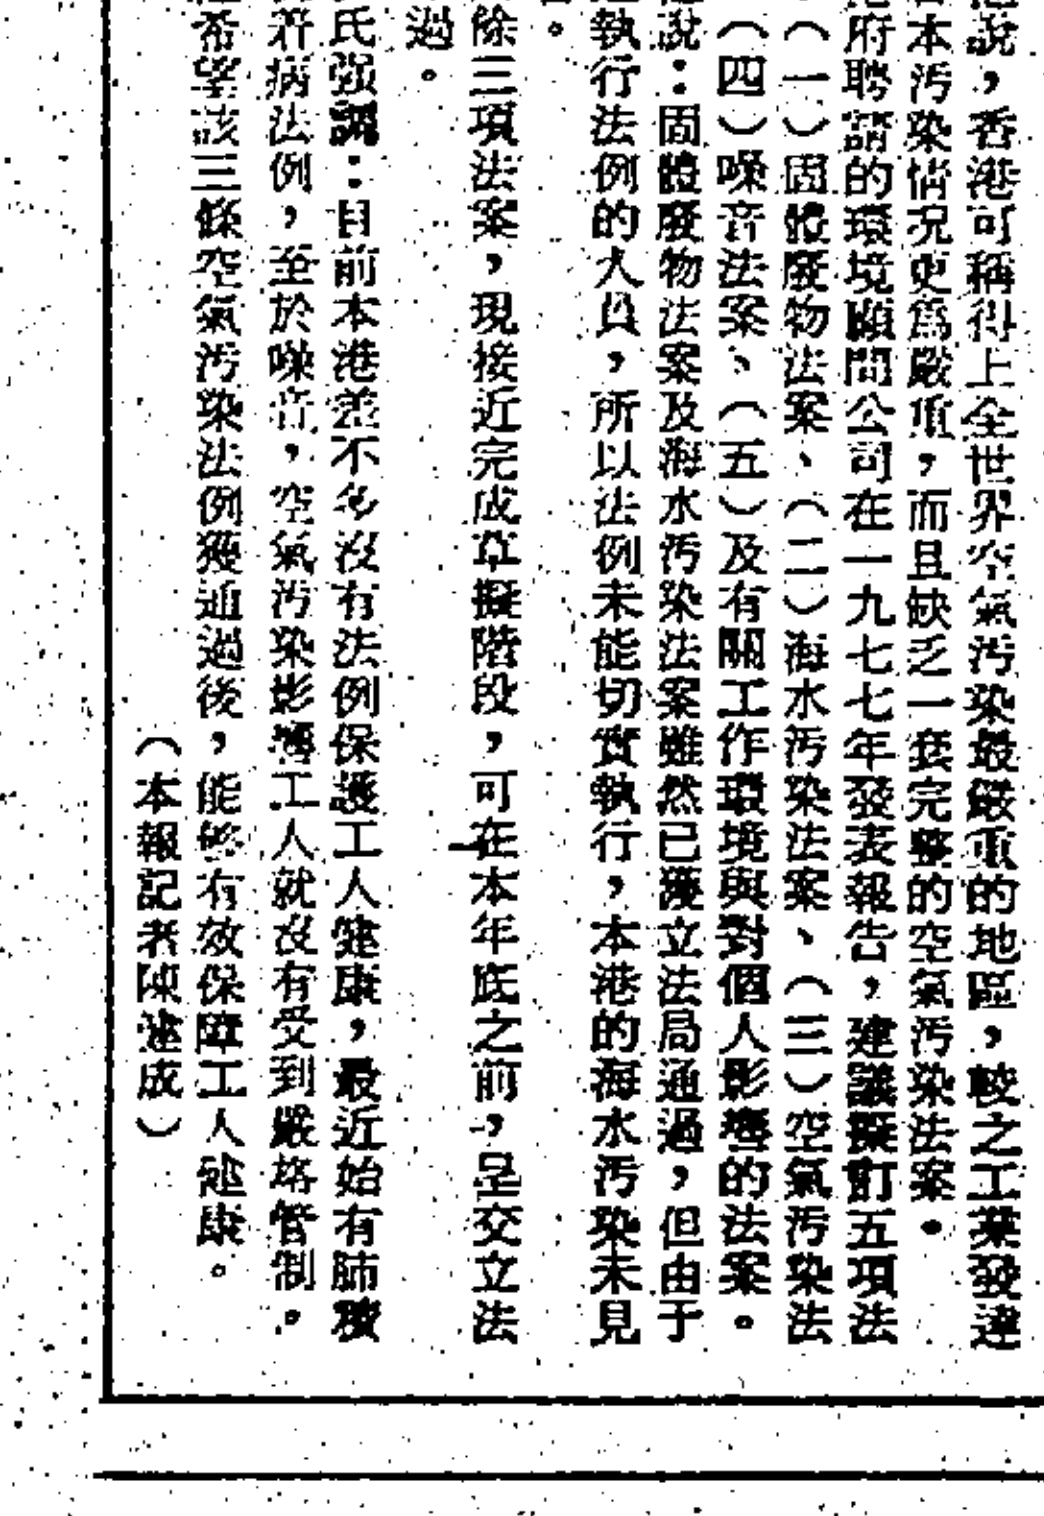 說，香港可稱得上全世界空氣污染最嚴重的地區，較之工業發達
日本污染情況更爲嚴重，而且缺乏一套完整的空氣污染法案。
府聘請的環境顧問公司在一九七七年發表報告，建議擬訂五項法
（一）固體廢物法案、（二）海水污染法案、（三）空氣污染法
（四）噪音法案、（五）及有關工作環境與對個人影響的法案。
說：固體廢物法案及海水污染法案雖然已獲立法局通過，但由于
執行法例的人員，所以法例未能切實執行，本港的海水污染未見
。
除三項法案，現接近完成草擬階段，可在本年底之前，呈交立法
過。
氏强調：目前本港差不多沒有法例保護工人健康，最近始有肺積
病法例，至於噪音，空氣污染影響工人就沒有受到嚴格管制。
希望該三條空氣污染法例獲通過後，能够有效保障工人健康。
（本報記者陳建成）